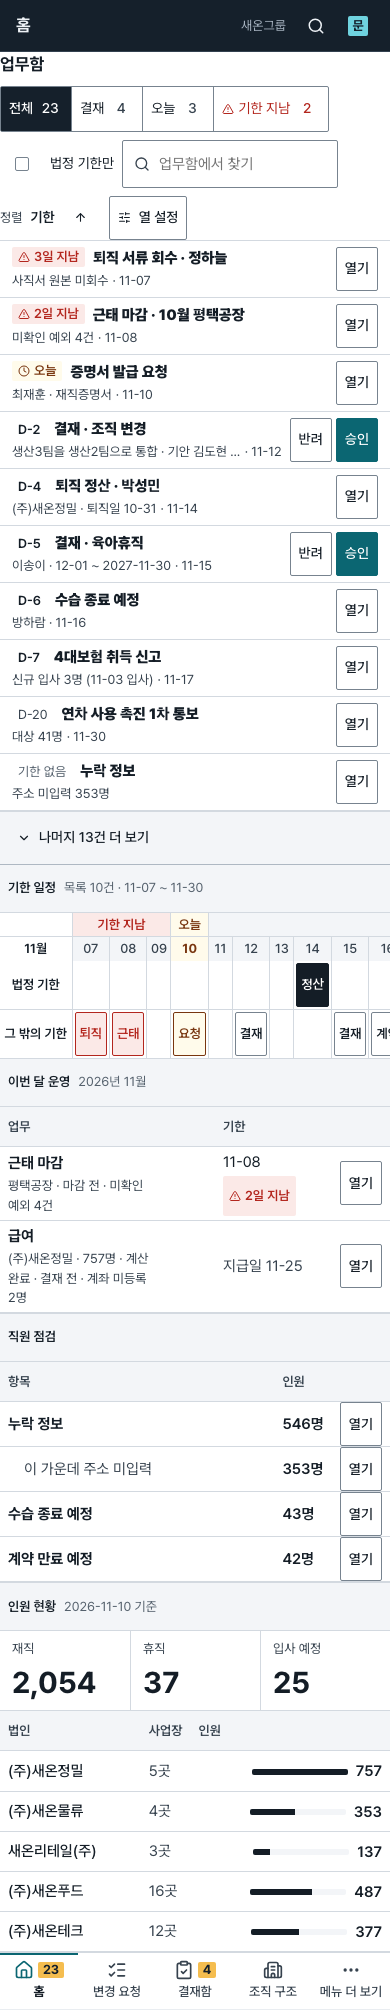 홈 새온그룹 문
업무함
전체 23 결재 4 오늘 3 기한 지남 2
법정 기한만 업무함에서 찾기
정렬 기한 열 설정
3일 지남 퇴직 서류 회수 · 정하늘 열기
사직서 원본 미회수 · 11-07
2일 지남 근태 마감 · 10월 평택공장 열기
미확인 예외 4건 · 11-08
오늘 증명서 발급 요청 열기
최재훈 · 재직증명서 · 11-10
D-2 결재 · 조직 변경 반려 승인
생산3팀을 생산2팀으로 통합 · 기안 김도현 ... · 11-12
D-4 퇴직 정산 · 박성민 열기
(주)새온정밀 · 퇴직일 10-31 · 11-14
D-5 결재 · 육아휴직 반려 승인
이송이 · 12-01 ~ 2027-11-30 · 11-15
D-6 수습 종료 예정 열기
방하람 · 11-16
D-7 4대보험 취득 신고 열기
신규 입사 3명 (11-03 입사) · 11-17
D-20 연차 사용 촉진 1차 통보 열기
대상 41명 · 11-30
기한 없음 누락 정보 열기
주소 미입력 353명
나머지 13건 더 보기
기한 일정 목록 10건 · 11-07 ~ 11-30
기한 지남 오늘
11월 07 08 09 10 11 12 13 14 15 16
법정 기한 정산
그 밖의 기한 퇴직 근태 요청 결재 결재 계약
이번 달 운영 2026년 11월
업무 기한
근태 마감 11-08 열기
평택공장 · 마감 전 · 미확인 2일 지남
예외 4건
급여
(주)새온정밀 · 757명 · 계산 지급일 11-25 열기
완료 · 결재 전 · 계좌 미등록
2명
직원 점검
항목 인원
누락 정보 546명 열기
이 가운데 주소 미입력 353명 열기
수습 종료 예정 43명 열기
계약 만료 예정 42명 열기
인원 현황 2026-11-10 기준
재직 휴직 입사 예정
2,054 37 25
법인 사업장 인원
(주)새온정밀 5곳 757
(주)새온물류 4곳 353
새온리테일(주) 3곳 137
(주)새온푸드 16곳 487
(주)새온테크 12곳 377
23 4
홈 변경 요청 결재함 조직 구조 메뉴 더 보기